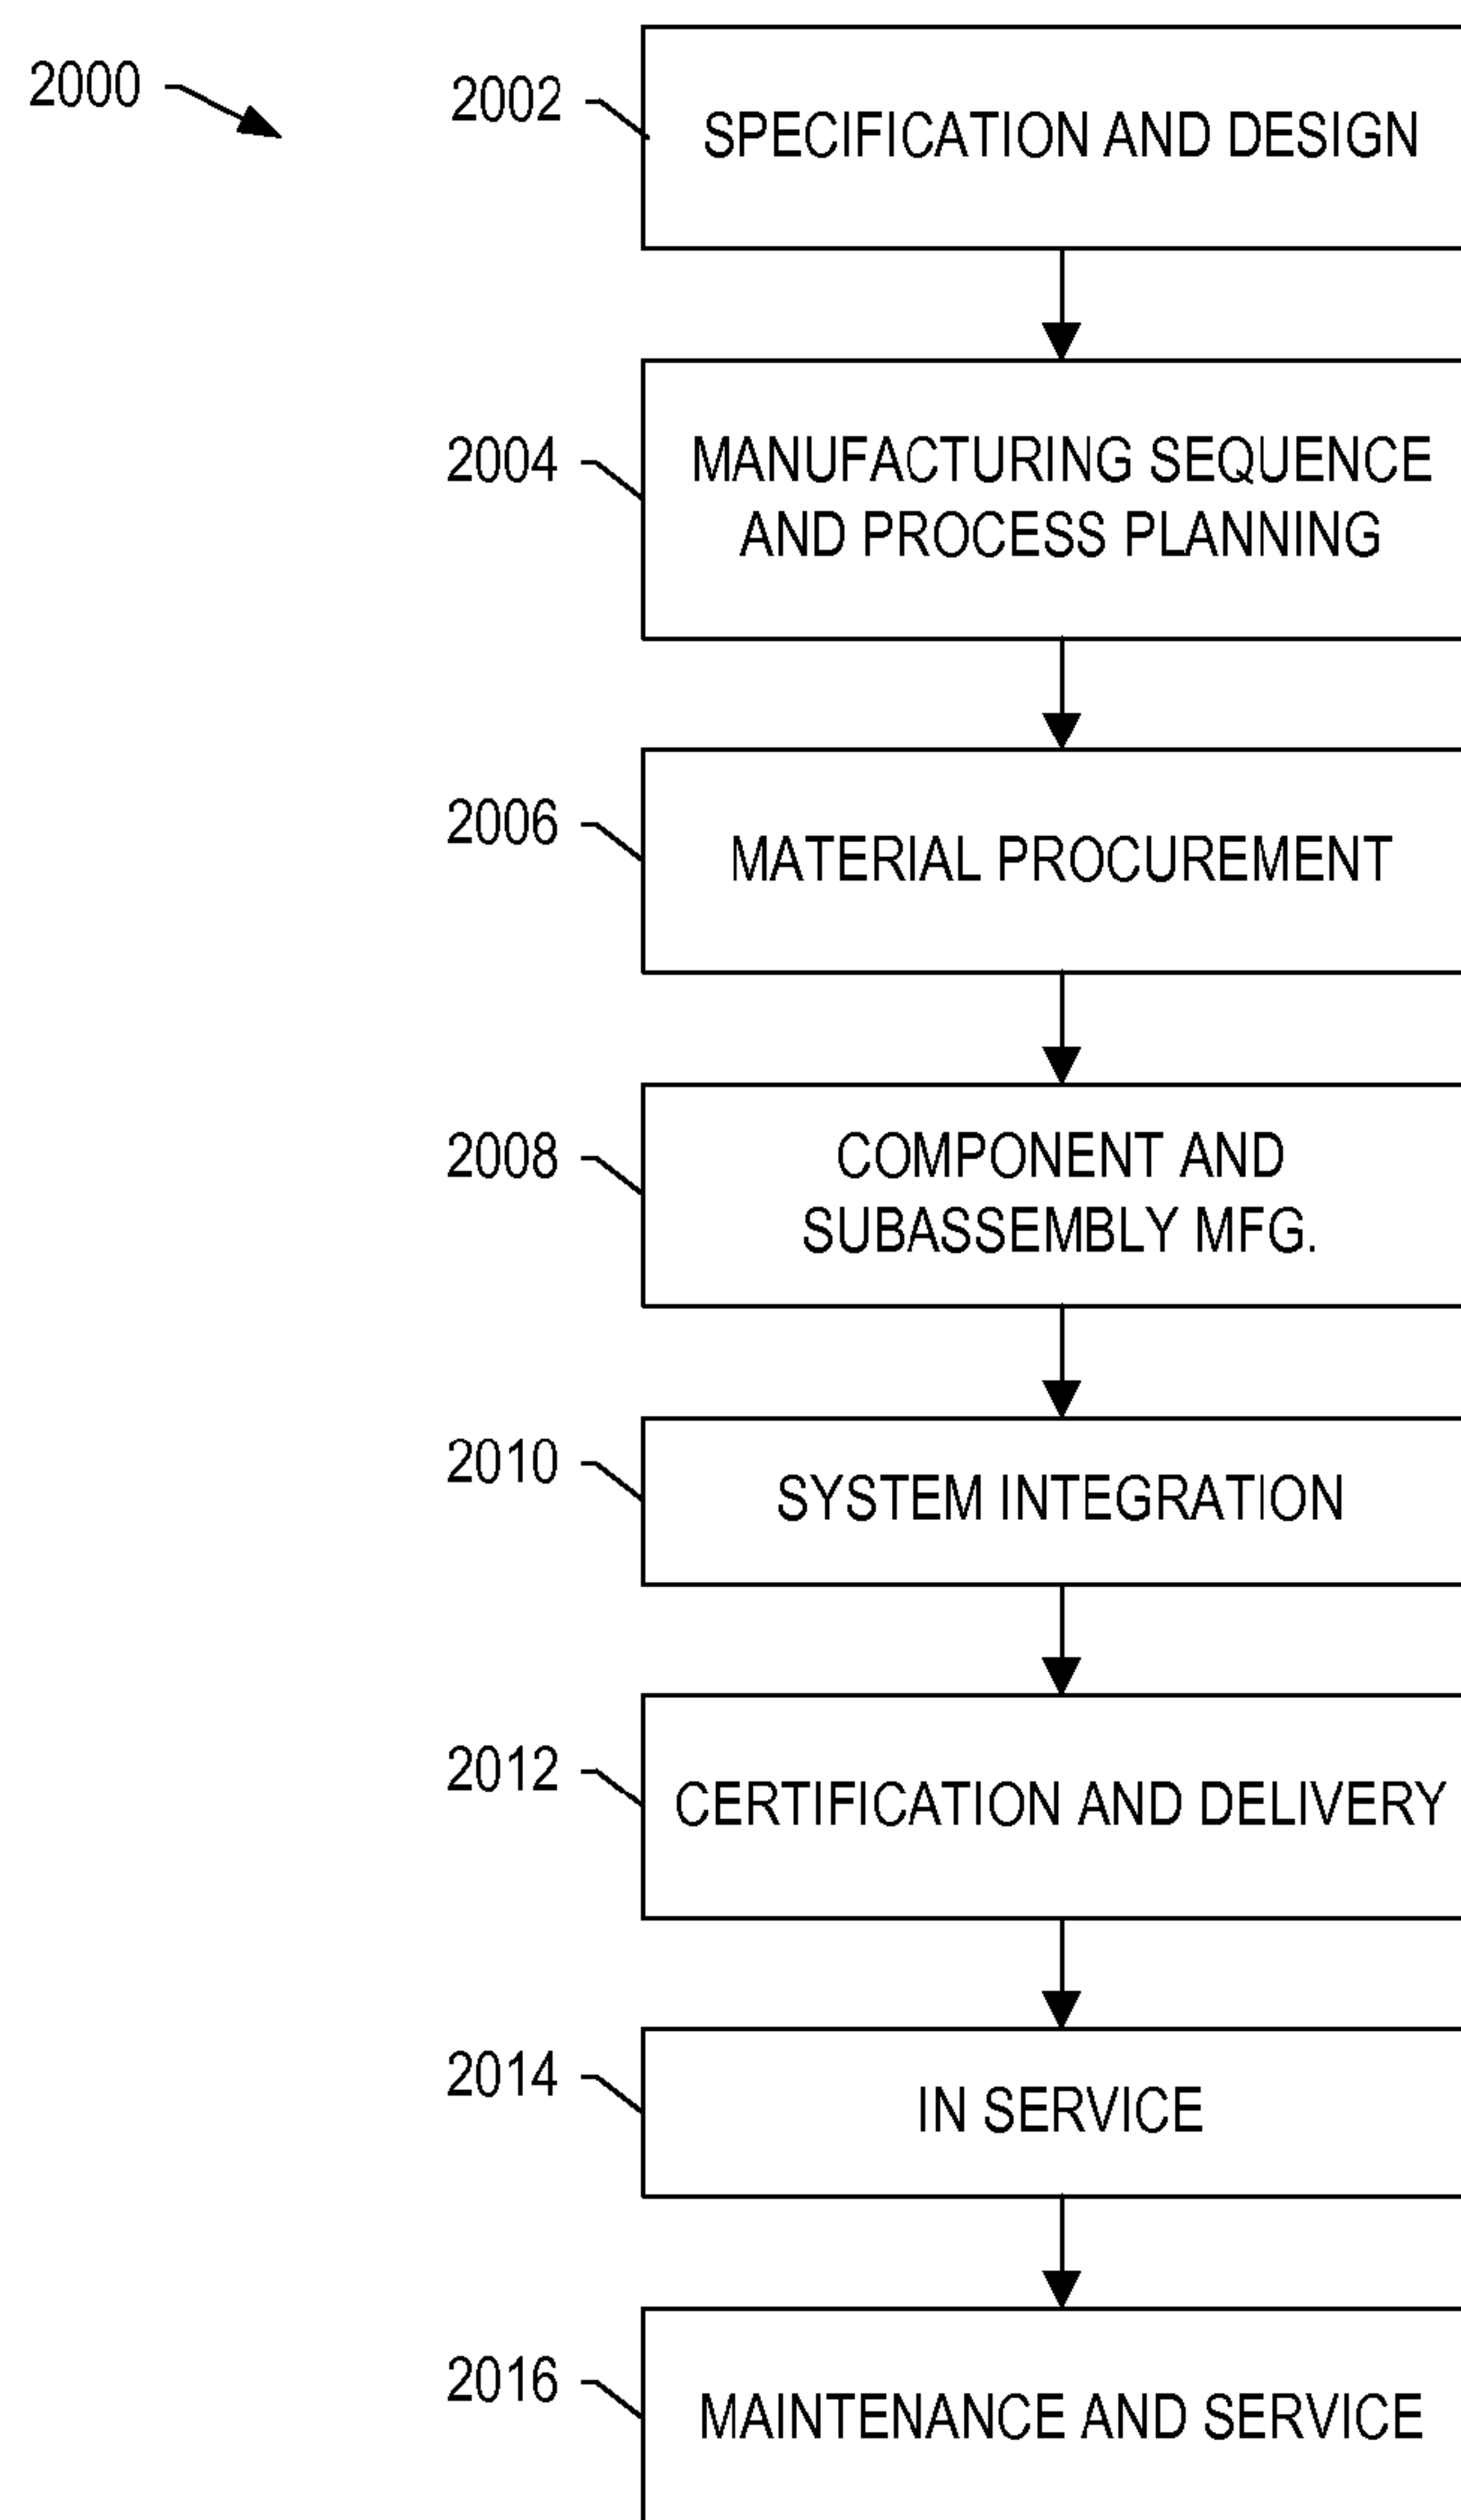 2000
2002
SPECIFICATION AND DESIGN
2004
MANUFACTURING SEQUENCE
AND PROCESS PLANNING
2006
MATERIAL PROCUREMENT
2008
COMPONENT AND
SUBASSEMBLY MFG.
2010
SYSTEM INTEGRATION
2012
CERTIFICATION AND DELIVERY
2014
IN SERVICE
2016
MAINTENANCE AND SERVICE